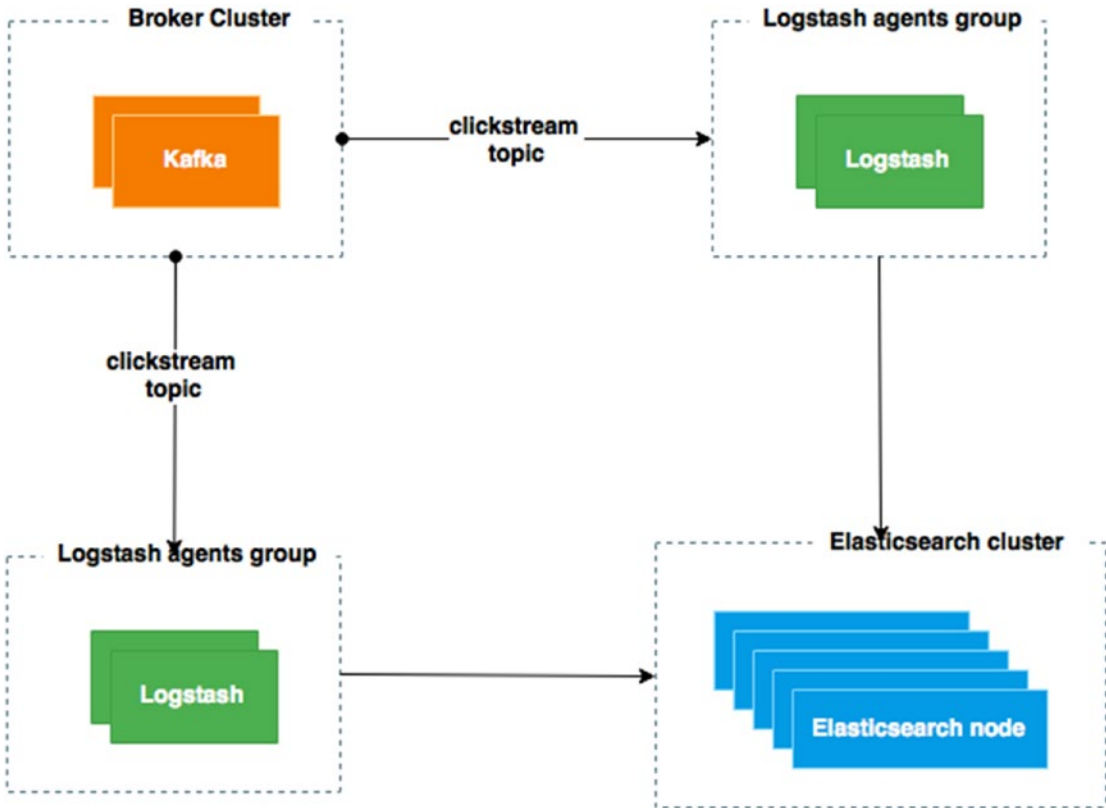 Broker Cluster
Logstash agents group
Kafka
clickstream
topic
Logstash
clickstream
topic
Logstash agents group
Elasticsearch cluster
Logstash
Elasticsearch node